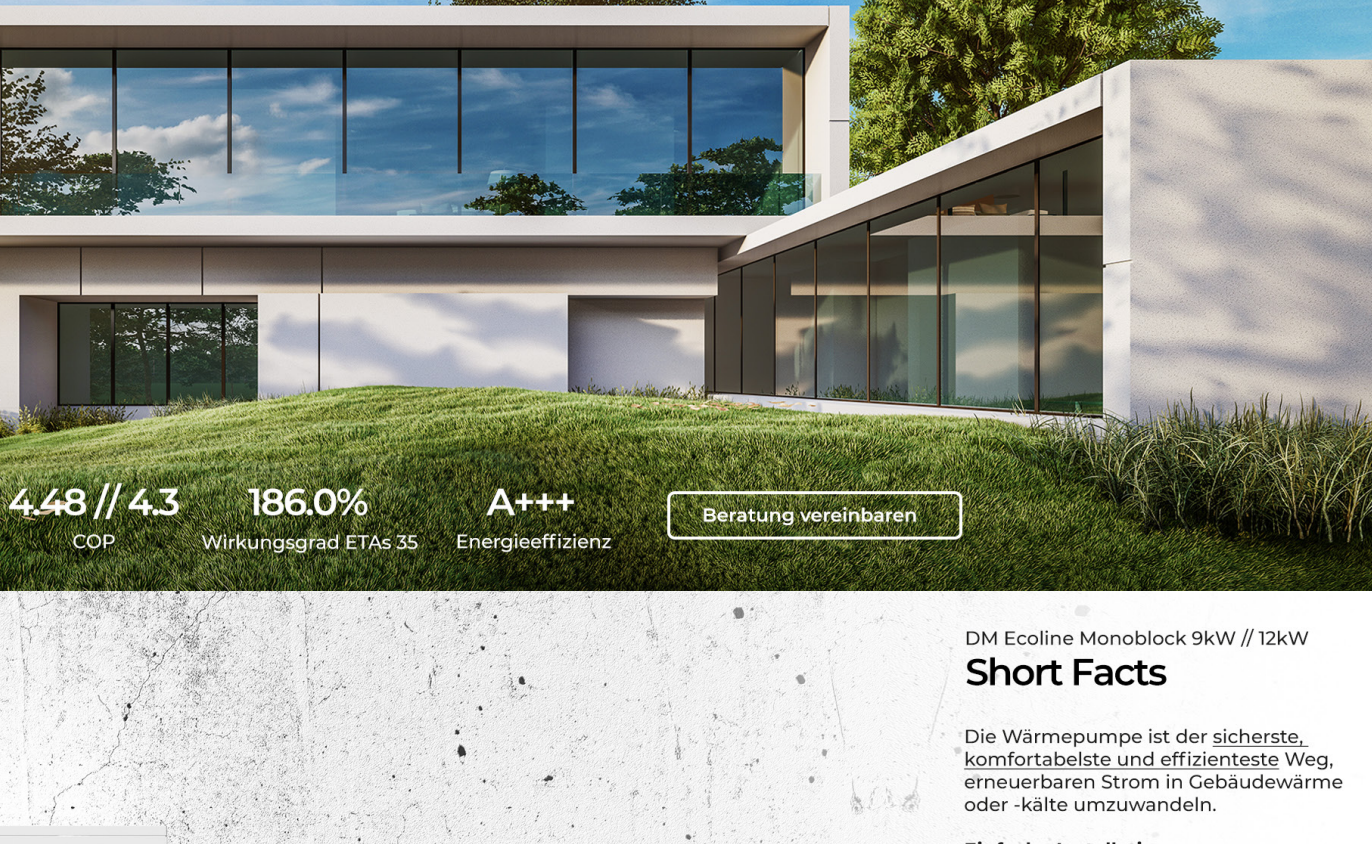 4.48 // 4.3
COP
186.0%
Wirkungsgrad ETAs 35
A+++
Energieeffizienz
Beratung vereinbaren
DM Ecoline Monoblock 9kW // 12kW
Short Facts
Die Wärmepumpe ist der sicherste,
komfortabelste und effizienteste Weg,
erneuerbaren Strom in Gebäudewärme
oder -kälte umzuwandeln.